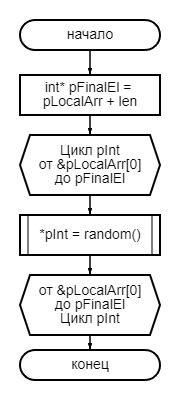 начало
int* pFinalEl =
pLocalArr + len
Цикл pInt
от &pLocalArr[0]
до pFinalEl
*pInt = random()
от &pLocalArr[0]
до pFinalEl
Цикл pInt
конец